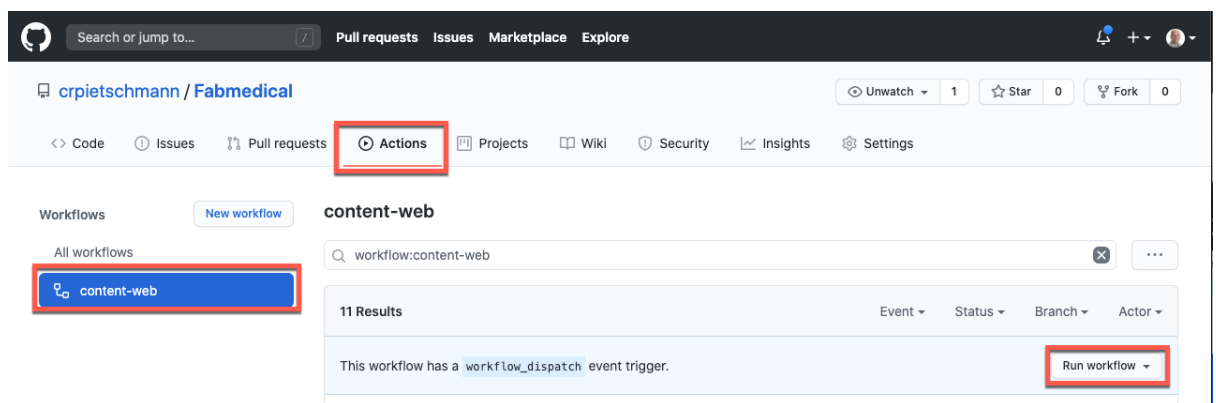 Search or jump to... / Pull requests Issues Marketplace Explore
crpietschmann / Fabmedical Unwatch 1 Star 0 Fork 0
Code Issues Pull requests Actions Projects Wiki Security Insights Settings
Workflows New workflow content-web
All workflows workflow:content-web ...
content-web
11 Results Event Status Branch Actor
This workflow has a workflow_dispatch event trigger. Run workflow